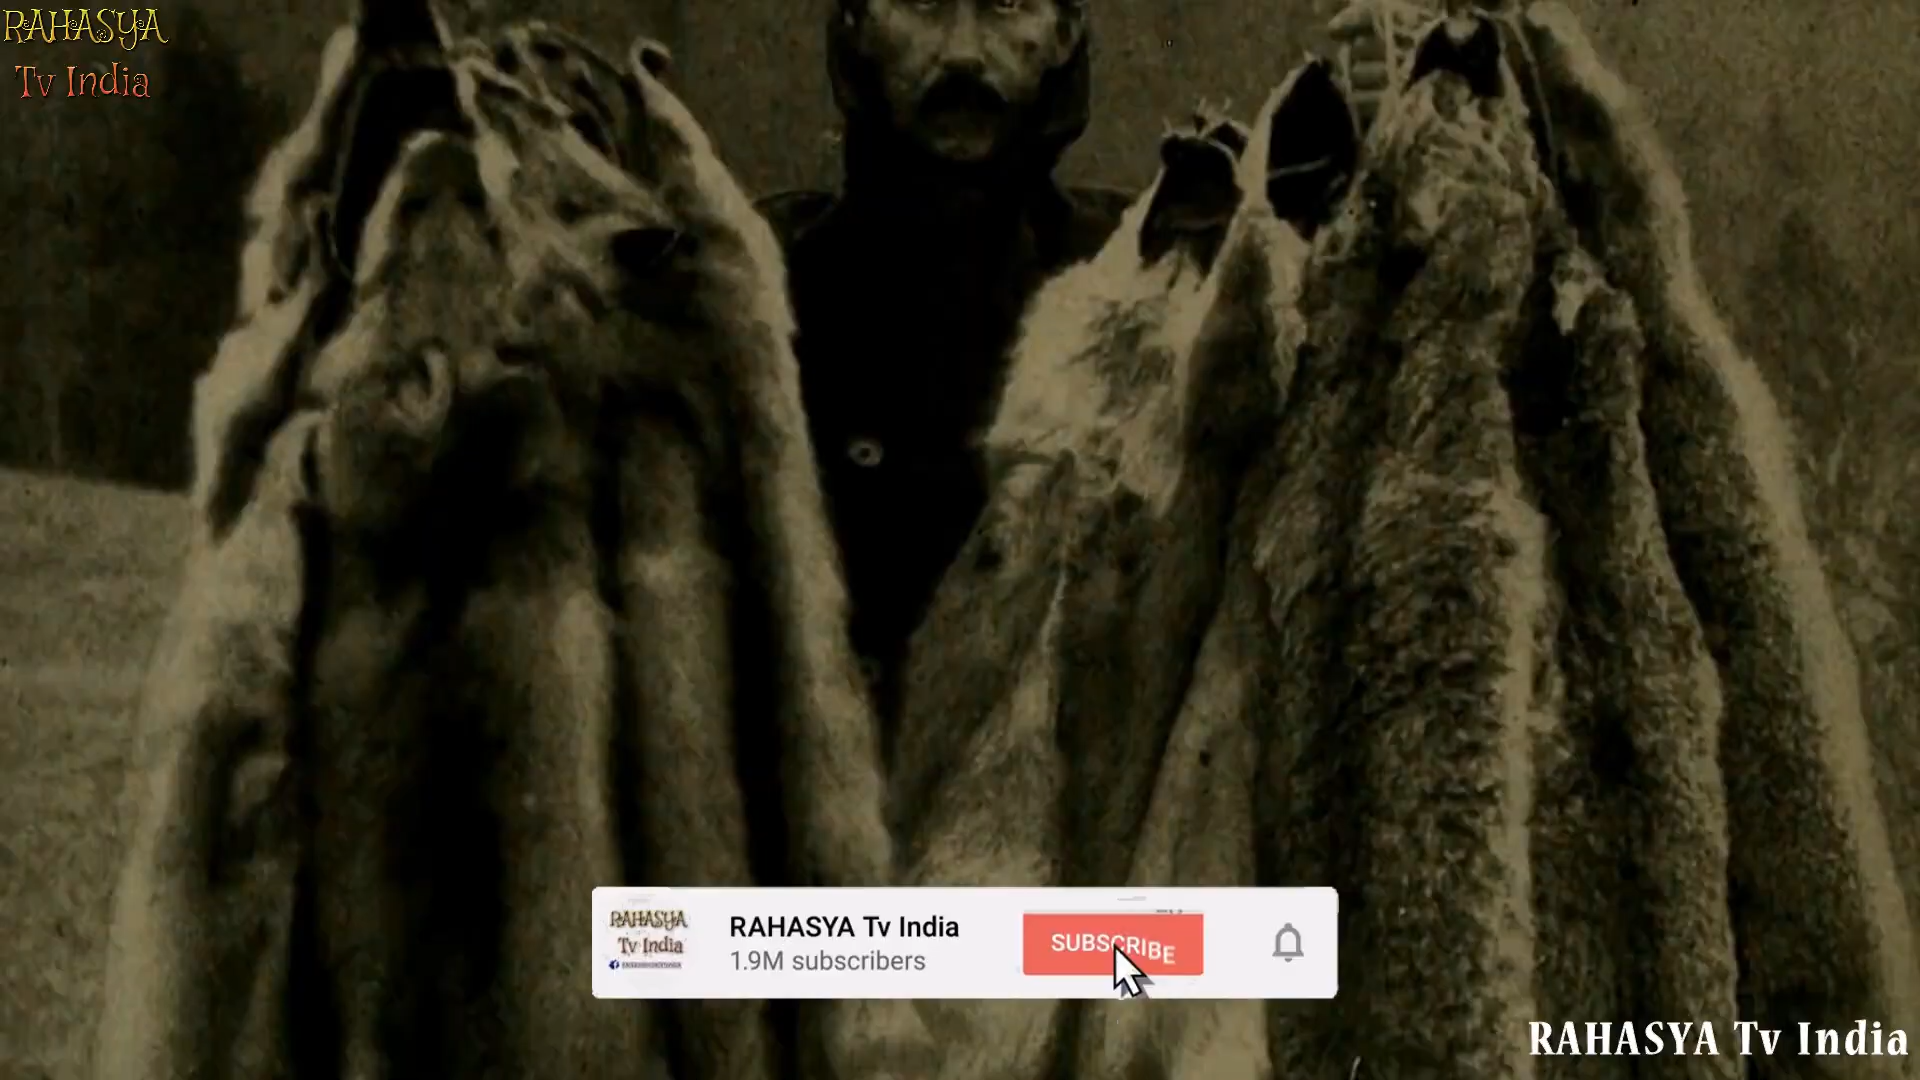 RAHASYA
Tv India
RAHASYA
Tv India
RAHASYA Tv India
1.9M subscribers
SUBSCRIBE
RAHASYA Tv India